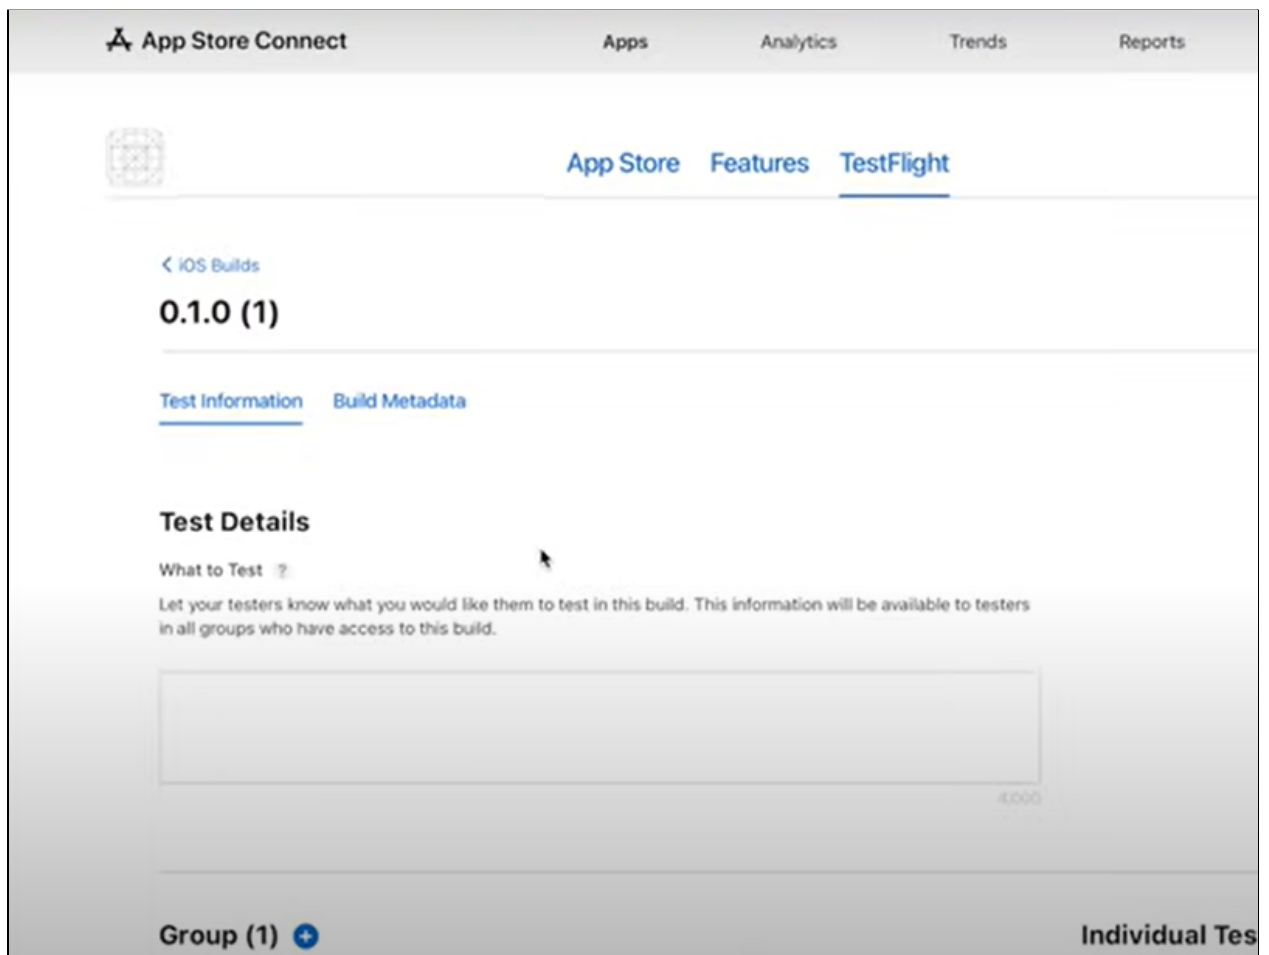 App Store Connect
Apps
Analytics
Trends
Reports
App Store
Features
TestFlight
iOS Builds
0.1.0 (1)
Test Information
Build Metadata
Test Details
What to Test ?
Let your testers know what you would like them to test in this build. This information will be available to testers
in all groups who have access to this build.
4,000
Group (1)
Individual Tes